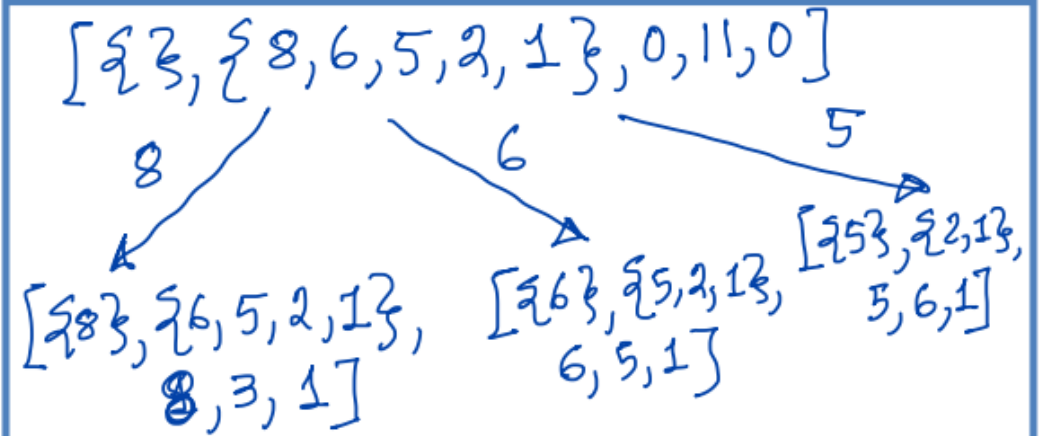 [{}, {8,6,5,2,1}, 0, 11, 0]
8 6 5
[{8}, {6,5,2,1},
8, 3, 1]
[{6}, {5,2,1},
6, 5, 1]
[{5}, {2,1},
5, 6, 1]